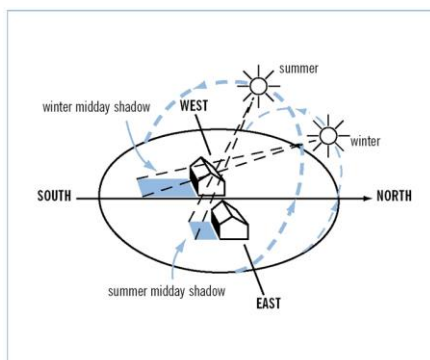 summer
winter midday shadow
WEST
winter
SOUTH
NORTH
summer midday shadow
EAST